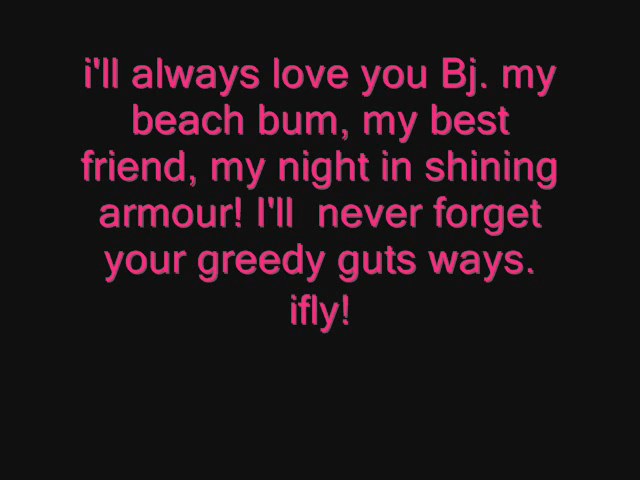 i'll always love you Bj. my
beach bum, my best
friend, my night in shining
armour! I'll  never forget
your greedy guts ways.
ifly!